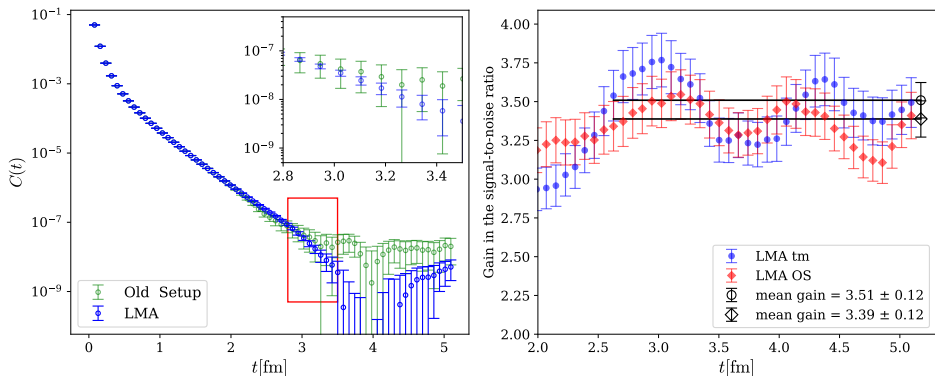 10⁻¹
10⁻³
10⁻⁵
10⁻⁷
10⁻⁹
C(t)
0 1 2 3 4 5
t[fm]
Old Setup
LMA
10⁻⁷
10⁻⁸
10⁻⁹
2.8 3.0 3.2 3.4
4.00
3.75
3.50
3.25
3.00
2.75
2.50
2.25
2.00
Gain in the signal-to-noise ratio
2.0 2.5 3.0 3.5 4.0 4.5 5.0
t[fm]
LMA tm
LMA OS
mean gain = 3.51 ± 0.12
mean gain = 3.39 ± 0.12